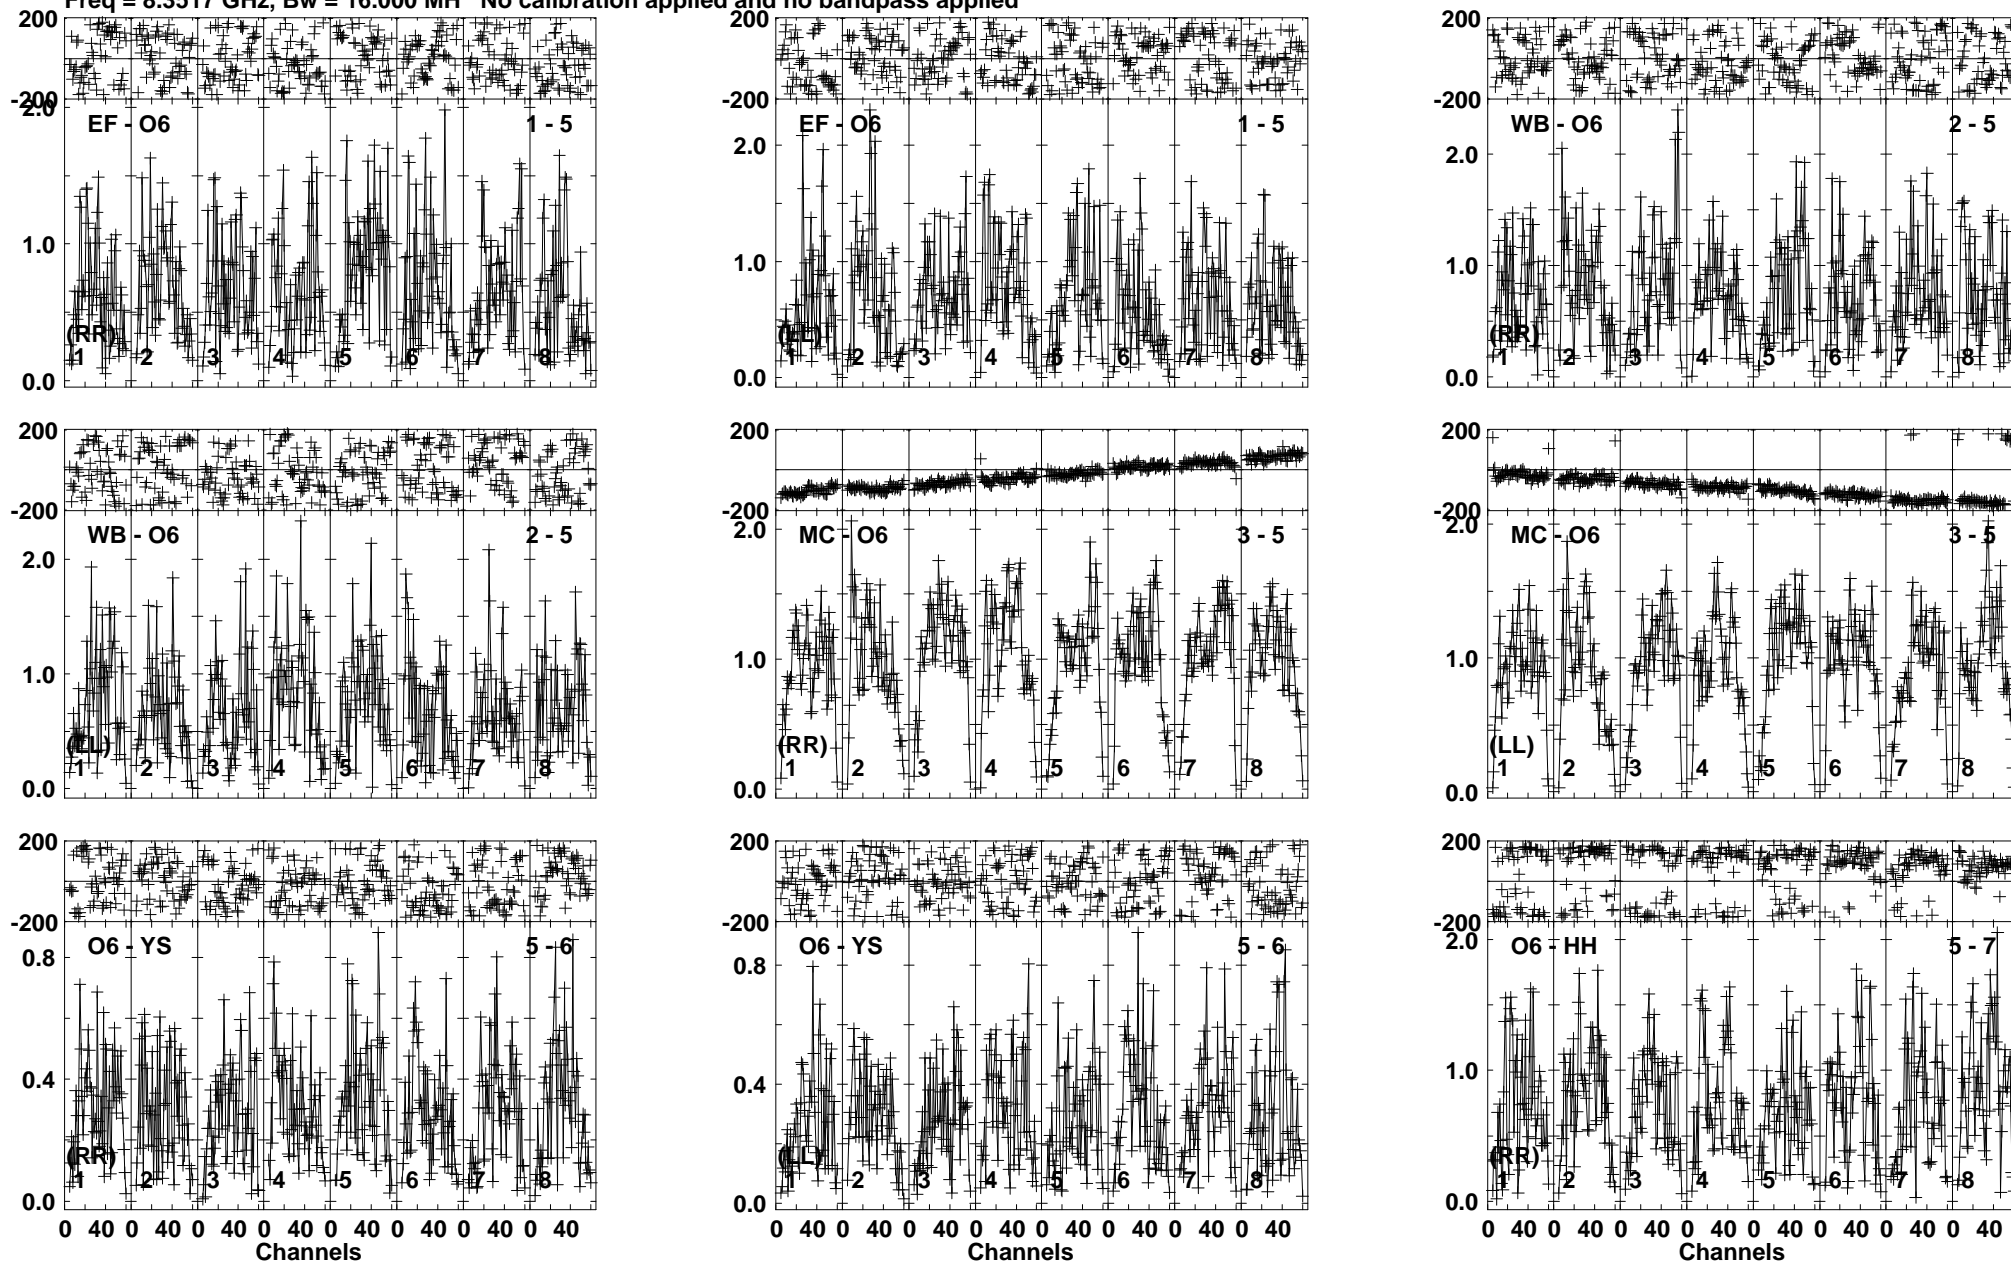 Freq = 8.3517 GHz, Bw = 16.000 MH No calibration applied and no bandpass applied
200 200 200
-200 -200 -200
2.0
EF - O6 1 - 5 EF - O6 1 - 5 WB - O6 2 - 5
2.0 2.0
1.0 1.0 1.0
(RR) (LL) (RR)
1 2 3 4 5 6 7 8 1 2 3 4 5 6 7 8 1 2 3 4 5 6 7 8
0.0 0.0 0.0
200 200 200
-200 -200 -200
WB - O6 2 - 5 MC - O6 3 - 5 MC - O6 3 - 5
2.0 2.0 2.0
1.0 1.0 1.0
(LL) (RR) (LL)
1 2 3 4 5 6 7 8 1 2 3 4 5 6 7 8 1 2 3 4 5 6 7 8
0.0 0.0 0.0
200 200 200
-200 -200 -200
O6 - YS 5 - 6 O6 - YS 5 - 6 O6 - HH 5 - 7
0.8 0.8 2.0
0.4 0.4 1.0
(RR) (LL) (RR)
1 2 3 4 5 6 7 8 1 2 3 4 5 6 7 8 1 2 3 4 5 6 7 8
0.0 0.0 0.0
0 40 0 40 0 40 0 40 0 40 0 40 0 40 0 40 0 40 0 40 0 40 0 40 0 40 0 40 0 40 0 40 0 40 0 40 0 40 0 40 0 40 0 40 0 40 0 40
Channels Channels Channels